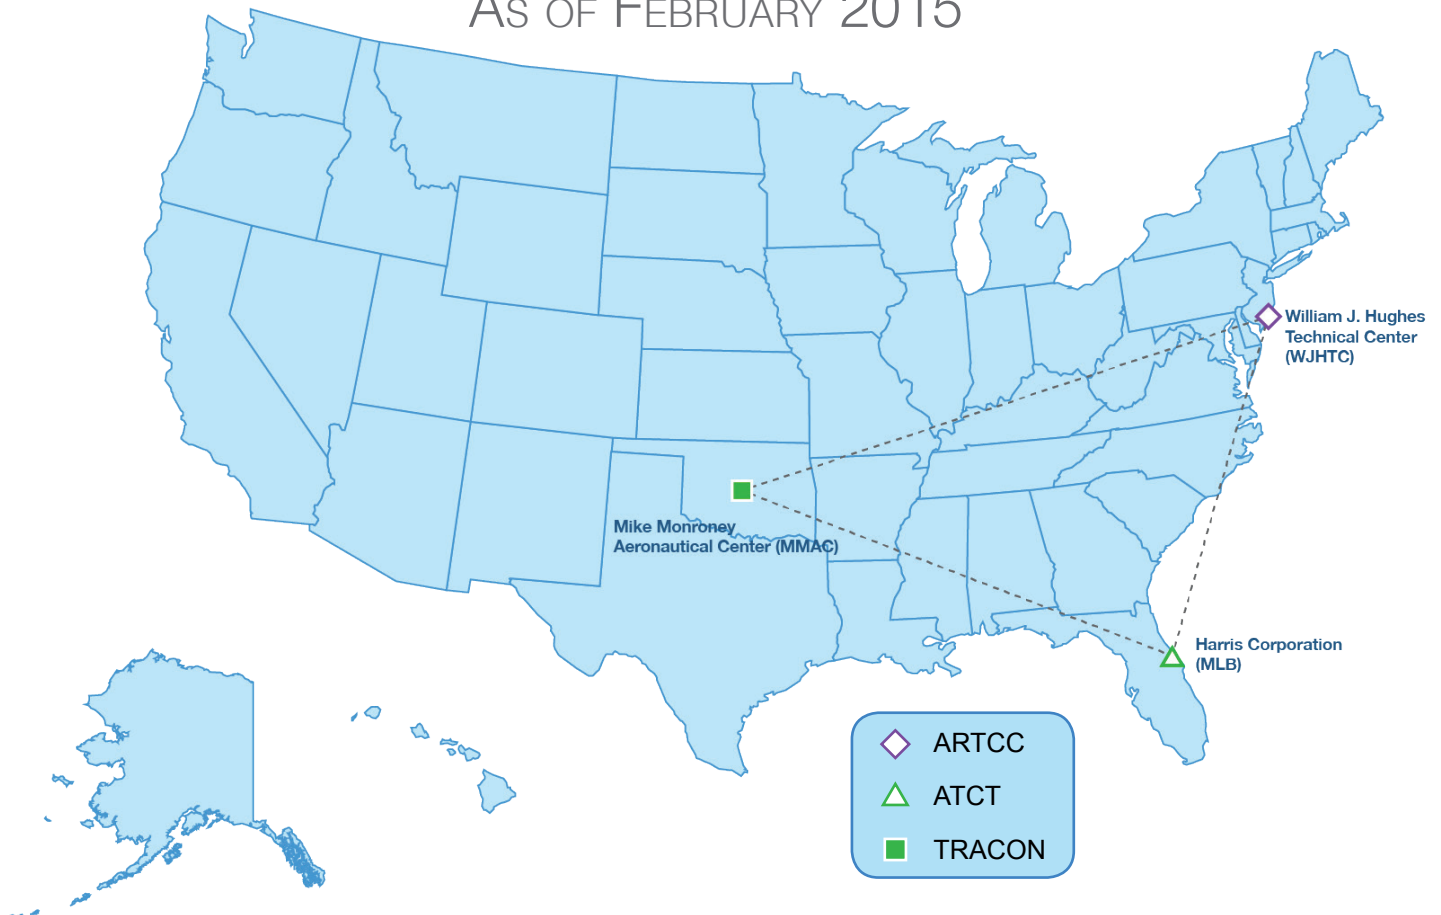 As of February 2015
William J. Hughes
Technical Center
(WJHTC)
Mike Monroney
Aeronautical Center (MMAC)
Harris Corporation
(MLB)
ARTCC
ATCT
TRACON